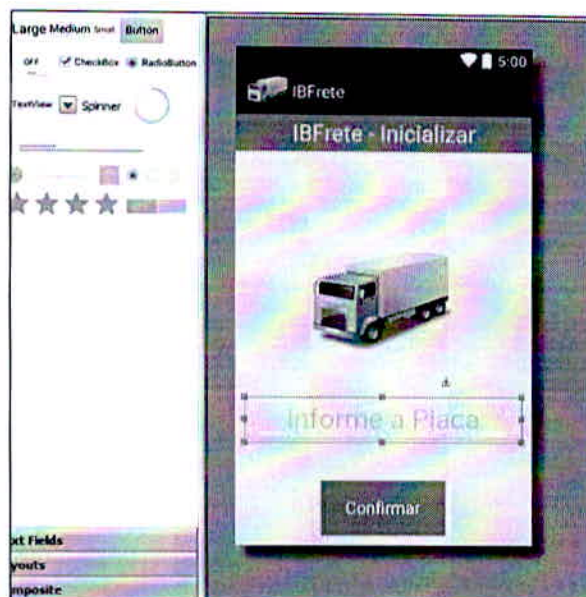 Large Medium Small Button
OFF CheckBox RadioButton
TextView Spinner
5:00
IBFrete
IBFrete - Inicializar
Informe a Placa
Confirmar
xt Fields
youts
mposite